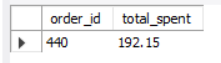 order_id total_spent
440 192.15